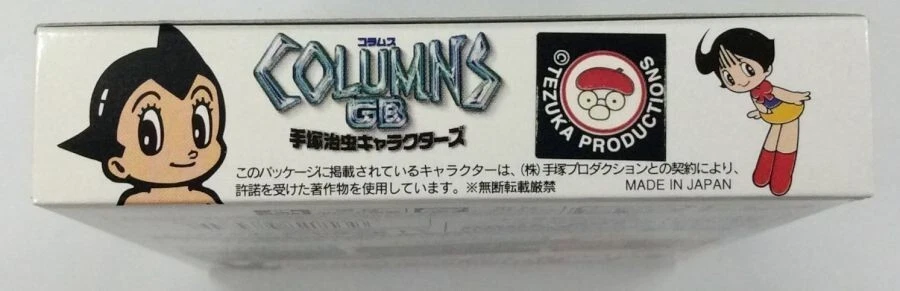 コラムス
COLUMNS
GB
手塚治虫キャラクターズ
© TEZUKA PRODUCTIONS
このパッケージに掲載されているキャラクターは、(株)手塚プロダクションとの契約により、
許諾を受けた著作物を使用しています。※無断転載厳禁
MADE IN JAPAN